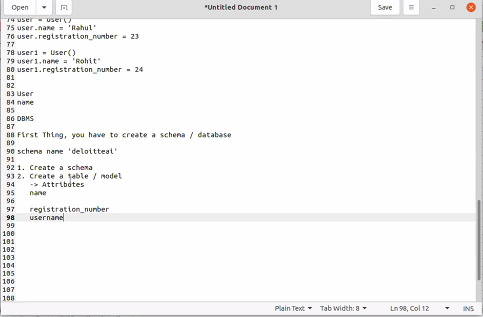 Open
*Untitled Document 1
Save
74 user = User()
75 user.name = 'Rahul'
76 user.registration_number = 23
77
78 user1 = User()
79 user1.name = 'Rohit'
80 user1.registration_number = 24
81
82
83 User
84 name
85
86 DBMS
87
88 First Thing, you have to create a schema / database
89
90 schema name 'deloitteai'
91
92 1. Create a schema
93 2. Create a table / model
94 -> Attributes
95 name
96
97 registration_number
98 username
99
100
101
102
103
104
105
106
107
108
Plain Text Tab Width: 8 Ln 98, Col 12 INS